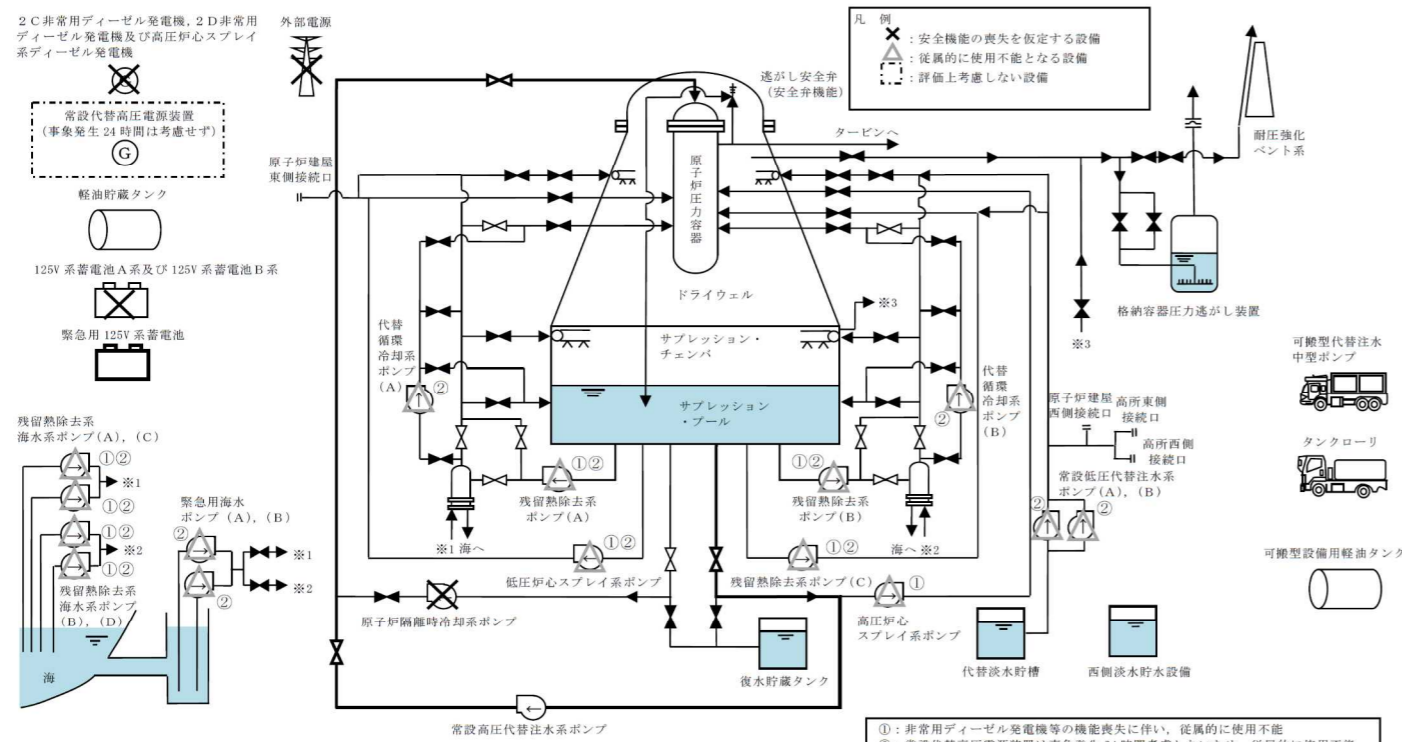 ２Ｃ非常用ディーゼル発電機，２Ｄ非常用
ディーゼル発電機及び高圧炉心スプレイ
系ディーゼル発電機
G
外部電源
常設代替高圧電源装置
（事象発生 24 時間は考慮せず）
G
軽油貯蔵タンク
125V 系蓄電池Ａ系及び 125V 系蓄電池Ｂ系
緊急用 125V 系蓄電池
凡 例
：安全機能の喪失を仮定する設備
：従属的に使用不能となる設備
：評価上考慮しない設備
逃がし安全弁
（安全弁機能）
タービンへ
耐圧強化
ベント系
原子炉建屋
東側接続口
原子炉圧力容器
ドライウェル
※3
格納容器圧力逃がし装置
※3
代替
循環
冷却系
ポンプ
(A)
②
サプレッション・
チェンバ
サプレッション
・プール
代替
循環
冷却系
ポンプ
(B)
②
可搬型代替注水
中型ポンプ
原子炉建屋
西側接続口
高所東側
接続口
高所西側
接続口
タンクローリ
残留熱除去系
海水系ポンプ(A)，(C)
①②
※1
①②
①②
※2
①②
残留熱除去系
海水系ポンプ
(B)，(D)
海
緊急用海水
ポンプ (A)，(B)
②
※1
②
※2
①②
残留熱除去系
ポンプ(A)
※1 海へ
①②
残留熱除去系
ポンプ(B)
海へ ※2
常設低圧代替注水系
ポンプ(A)，(B)
②
②
①②
低圧炉心スプレイ系ポンプ
①②
残留熱除去系ポンプ(C)
可搬型設備用軽油タンク
原子炉隔離時冷却系ポンプ
①
高圧炉心
スプレイ系ポンプ
復水貯蔵タンク
代替淡水貯槽
西側淡水貯水設備
常設高圧代替注水系ポンプ
①：非常用ディーゼル発電機等の機能喪失に伴い，従属的に使用不能